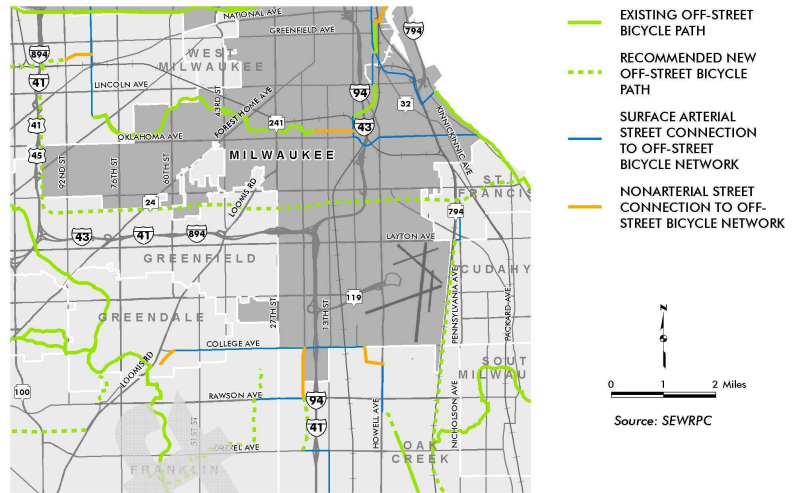 NATIONAL AVE
GREENFIELD AVE
794
894
41
WEST
MILWAUKEE
LINCOLN AVE
43RD ST
FOREST HOME AVE
94
32
KINNICKINNIC AVE
241
43
41
OKLAHOMA AVE
45
MILWAUKEE
92ND ST
76TH ST
60TH ST
LOOMIS RD
ST.
FRANCIS
24
794
43
41
894
LAYTON AVE
GREENFIELD
CUDAHY
119
27TH ST
13TH ST
PENNSYLVANIA AVE
PACKARD AVE
GREENDALE
COLLEGE AVE
LOOMIS RD
SOUTH
MILWAU
100
RAWSON AVE
94
41
HOWELL AVE
NICHOLSON AVE
51ST ST
DREXEL AVE
OAK
CREEK
FRANKLIN
EXISTING OFF-STREET
BICYCLE PATH
RECOMMENDED NEW
OFF-STREET BICYCLE
PATH
SURFACE ARTERIAL
STREET CONNECTION
TO OFF-STREET
BICYCLE NETWORK
NONARTERIAL STREET
CONNECTION TO OFF-
STREET BICYCLE NETWORK
N
0 1 2 Miles
Source: SEWRPC